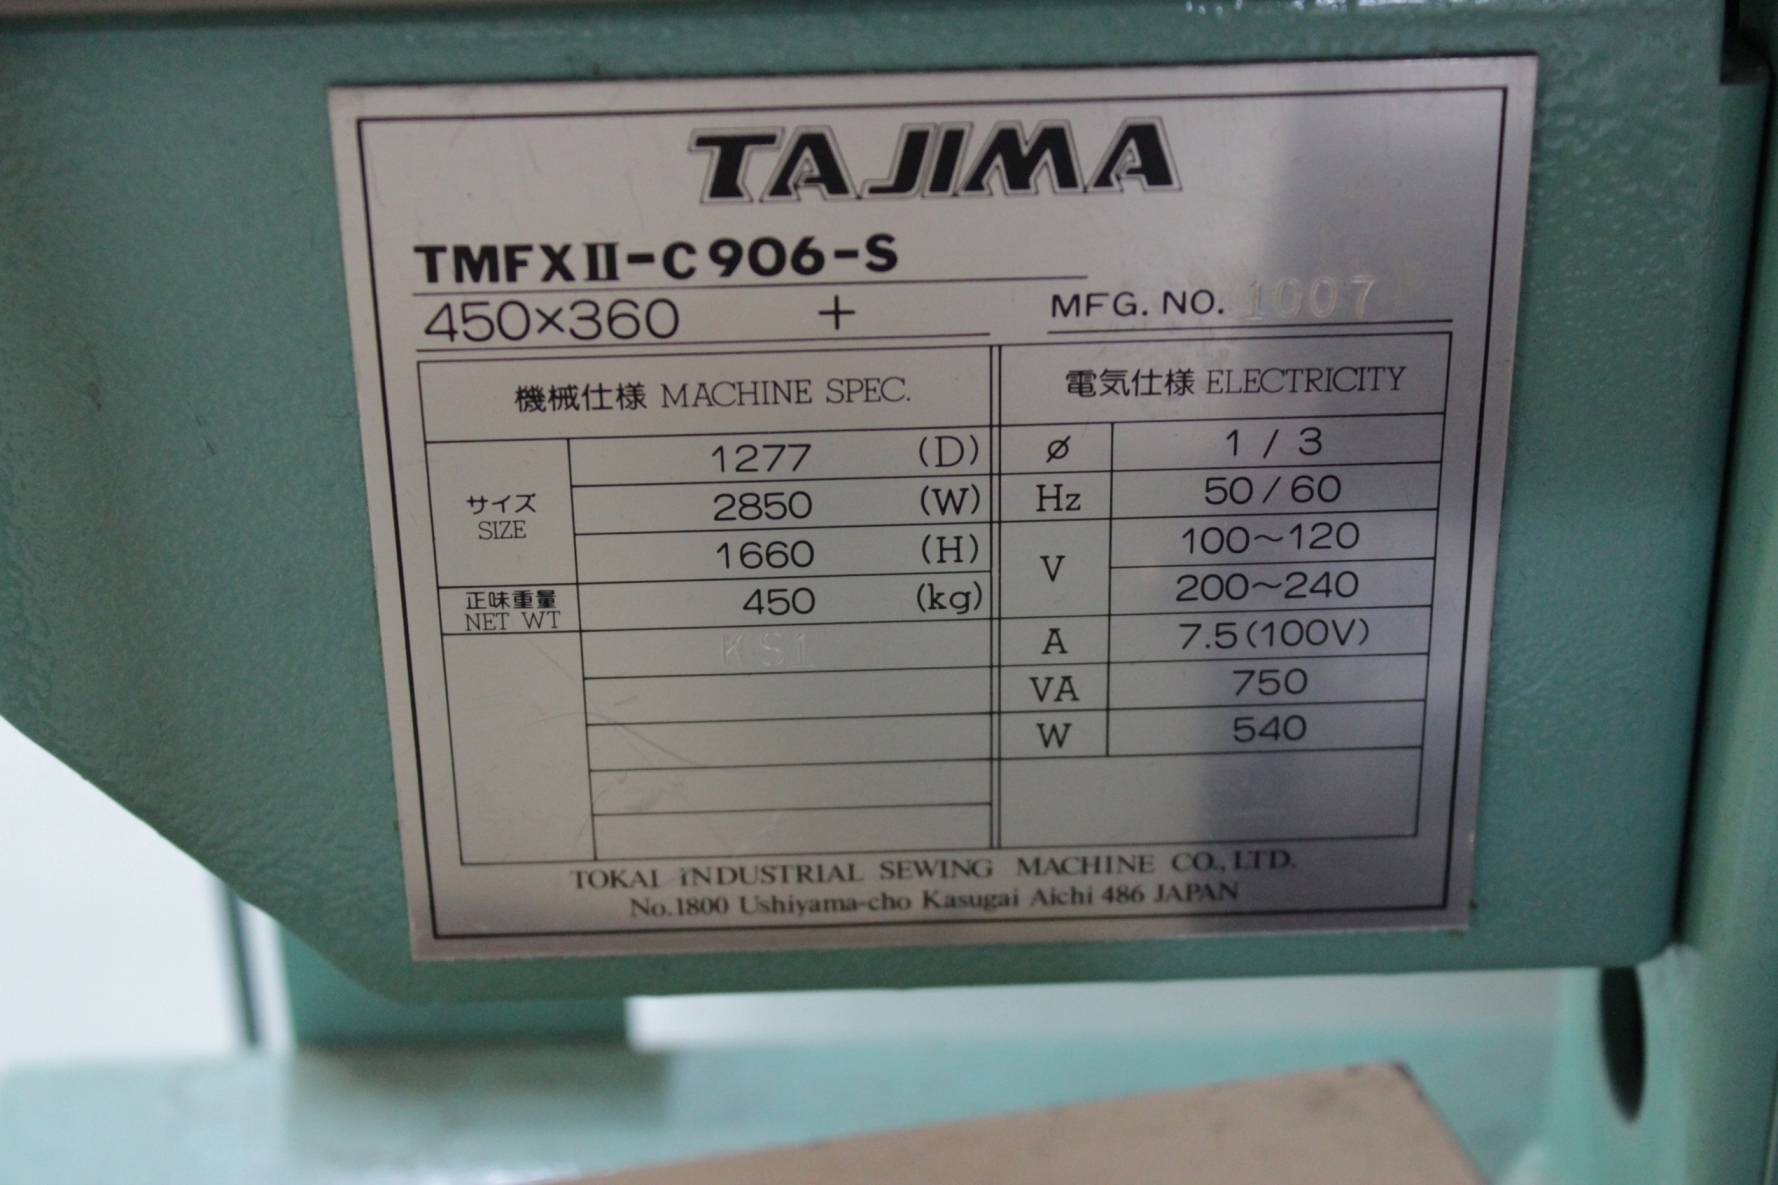 TAJIMA
TMFXII-C906-S
450×360 +
MFG. NO. 1007
機械仕様 MACHINE SPEC.
電気仕様 ELECTRICITY
サイズ
SIZE
1277 (D)
2850 (W)
1660 (H)
正味重量
NET WT
450 (kg)
KS1
ø 1 / 3
Hz 50 / 60
V 100~120
200~240
A 7.5(100V)
VA 750
W 540
TOKAI INDUSTRIAL SEWING MACHINE CO., LTD.
No.1800 Ushiyama-cho Kasugai Aichi 486 JAPAN